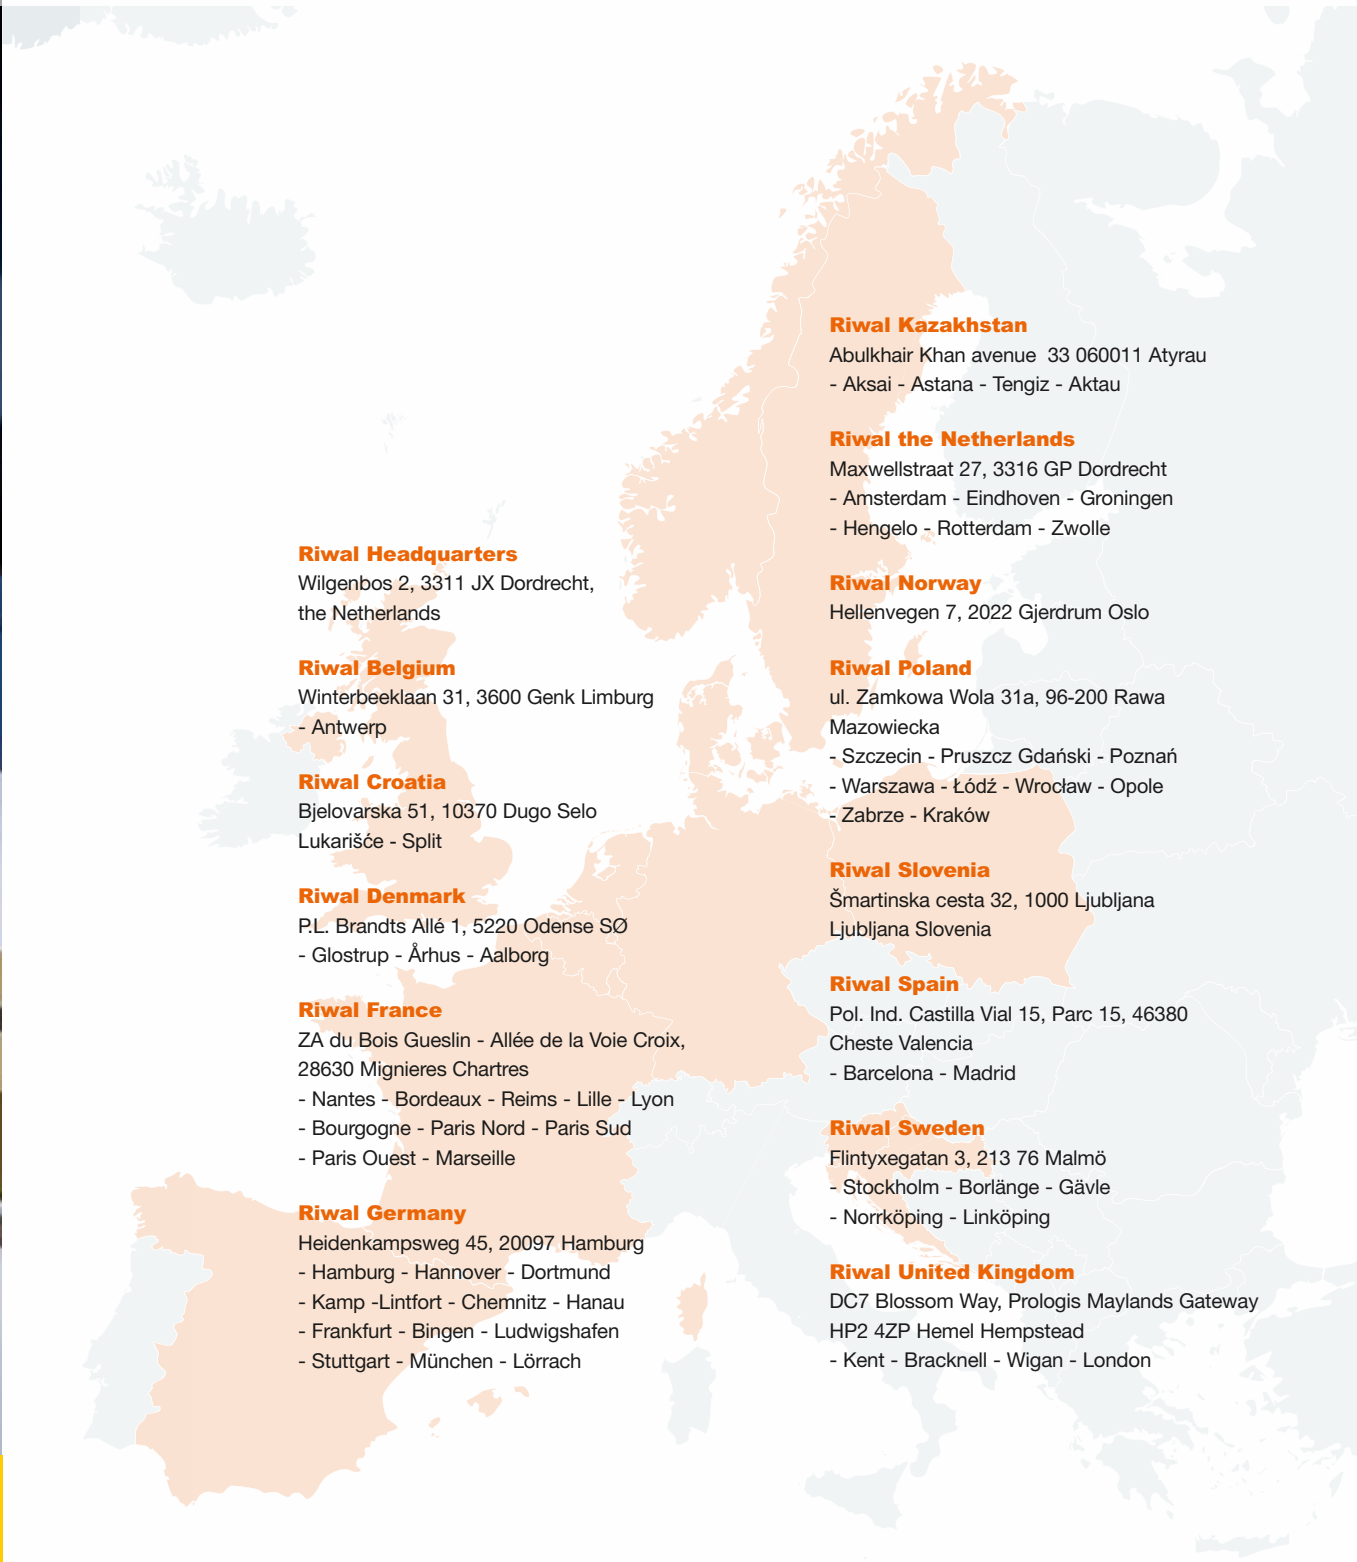 Riwal Headquarters
Wilgenbos 2, 3311 JX Dordrecht,
the Netherlands
Riwal Belgium
Winterbeeklaan 31, 3600 Genk Limburg
- Antwerp
Riwal Croatia
Bjelovarska 51, 10370 Dugo Selo
Lukarišće - Split
Riwal Denmark
P.L. Brandts Allé 1, 5220 Odense SØ
- Glostrup - Århus - Aalborg
Riwal France
ZA du Bois Gueslin - Allée de la Voie Croix,
28630 Mignieres Chartres
- Nantes - Bordeaux - Reims - Lille - Lyon
- Bourgogne - Paris Nord - Paris Sud
- Paris Ouest - Marseille
Riwal Germany
Heidenkampsweg 45, 20097 Hamburg
- Hamburg - Hannover - Dortmund
- Kamp -Lintfort - Chemnitz - Hanau
- Frankfurt - Bingen - Ludwigshafen
- Stuttgart - München - Lörrach
Riwal Kazakhstan
Abulkhair Khan avenue  33 060011 Atyrau
- Aksai - Astana - Tengiz - Aktau
Riwal the Netherlands
Maxwellstraat 27, 3316 GP Dordrecht
- Amsterdam - Eindhoven - Groningen
- Hengelo - Rotterdam - Zwolle
Riwal Norway
Hellenvegen 7, 2022 Gjerdrum Oslo
Riwal Poland
ul. Zamkowa Wola 31a, 96-200 Rawa
Mazowiecka
- Szczecin - Pruszcz Gdański - Poznań
- Warszawa - Łódź - Wrocław - Opole
- Zabrze - Kraków
Riwal Slovenia
Šmartinska cesta 32, 1000 Ljubljana
Ljubljana Slovenia
Riwal Spain
Pol. Ind. Castilla Vial 15, Parc 15, 46380
Cheste Valencia
- Barcelona - Madrid
Riwal Sweden
Flintyxegatan 3, 213 76 Malmö
- Stockholm - Borlänge - Gävle
- Norrköping - Linköping
Riwal United Kingdom
DC7 Blossom Way, Prologis Maylands Gateway
HP2 4ZP Hemel Hempstead
- Kent - Bracknell - Wigan - London